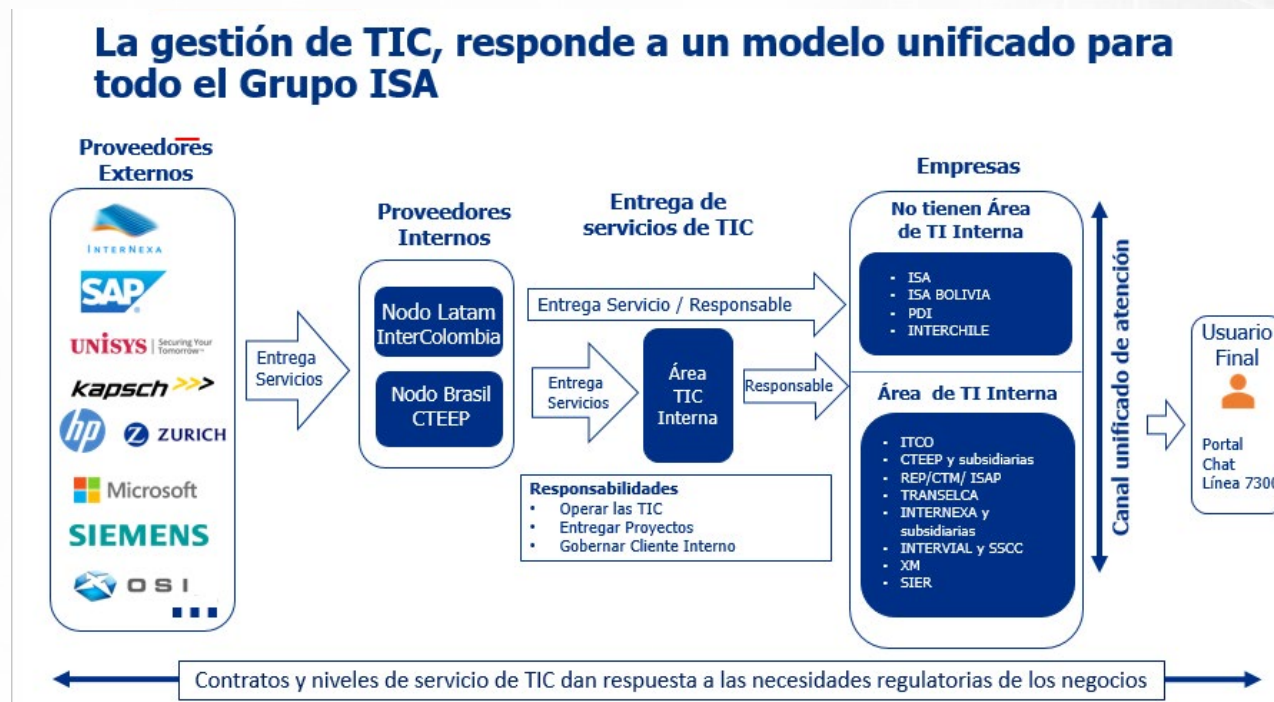 La gestión de TIC, responde a un modelo unificado para
todo el Grupo ISA
Proveedores
Externos
INTERNEXA
SAP
UNISYS | Securing Your
Tomorrow
kapsch >>>
hp
ZURICH
Microsoft
SIEMENS
OSI
Entrega
Servicios
Proveedores
Internos
Nodo Latam
InterColombia
Nodo Brasil
CTEEP
Entrega de
servicios de TIC
Entrega Servicio / Responsable
Entrega
Servicios
Área
TIC
Interna
Responsable
Responsabilidades
• Operar las TIC
• Entregar Proyectos
• Gobernar Cliente Interno
Empresas
No tienen Área
de TI Interna
• ISA
• ISA BOLIVIA
• PDI
• INTERCHILE
Área de TI Interna
• ITCO
• CTEEP y subsidiarias
• REP/CTM/ ISAP
• TRANSELCA
• INTERNEXA y
subsidiarias
• INTERVIAL y SSCC
• XM
• SIER
Canal unificado de atención
Usuario
Final
Portal
Chat
Línea 7300
Contratos y niveles de servicio de TIC dan respuesta a las necesidades regulatorias de los negocios